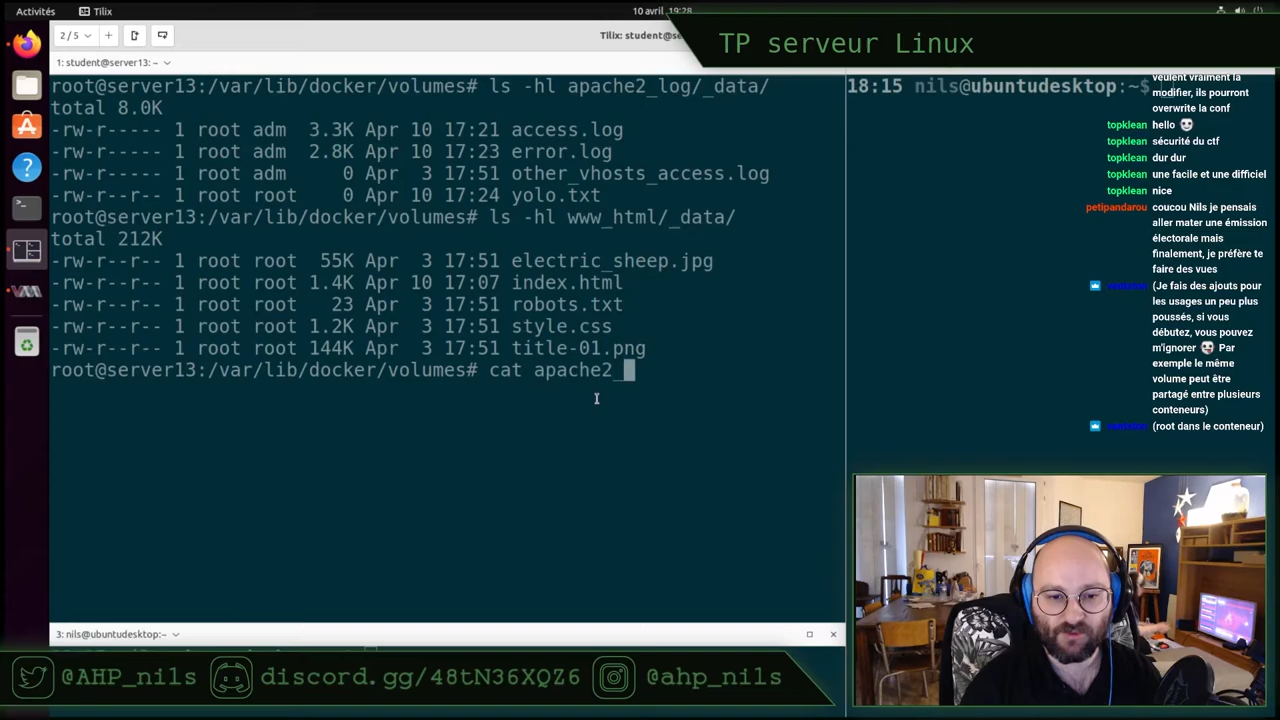 Activités
Tilix
10 avril 19:28
TP serveur Linux
2/5
Tilix: student@se
1: student@server13: ~
root@server13:/var/lib/docker/volumes# ls -hl apache2_log/_data/
total 8.0K
-rw-r----- 1 root adm  3.3K Apr 10 17:21 access.log
-rw-r----- 1 root adm  2.8K Apr 10 17:23 error.log
-rw-r----- 1 root adm     0 Apr  3 17:51 other_vhosts_access.log
-rw-r--r-- 1 root root    0 Apr 10 17:24 yolo.txt
root@server13:/var/lib/docker/volumes# ls -hl www_html/_data/
total 212K
-rw-r--r-- 1 root root  55K Apr  3 17:51 electric_sheep.jpg
-rw-r--r-- 1 root root 1.4K Apr 10 17:07 index.html
-rw-r--r-- 1 root root   23 Apr  3 17:51 robots.txt
-rw-r--r-- 1 root root 1.2K Apr  3 17:51 style.css
-rw-r--r-- 1 root root 144K Apr  3 17:51 title-01.png
root@server13:/var/lib/docker/volumes# cat apache2_
18:15 nils@ubuntudesktop:~$
veulent vraiment la
modifier, ils pourront
overwrite la conf
topklean hello
topklean sécurité du ctf
topklean dur dur
topklean une facile et une difficiel
topklean nice
petipandarou coucou Nils je pensais
aller mater une émission
électorale mais
finalement, je préfère te
faire des vues
(Je fais des ajouts pour
les usages un peu plus
poussés, si vous
débutez, vous pouvez
m'ignorer Par
exemple le même
volume peut être
partagé entre plusieurs
conteneurs)
(root dans le conteneur)
3: nils@ubuntudesktop:~
@AHP_nils
discord.gg/48tN36XQZ6
@ahp_nils